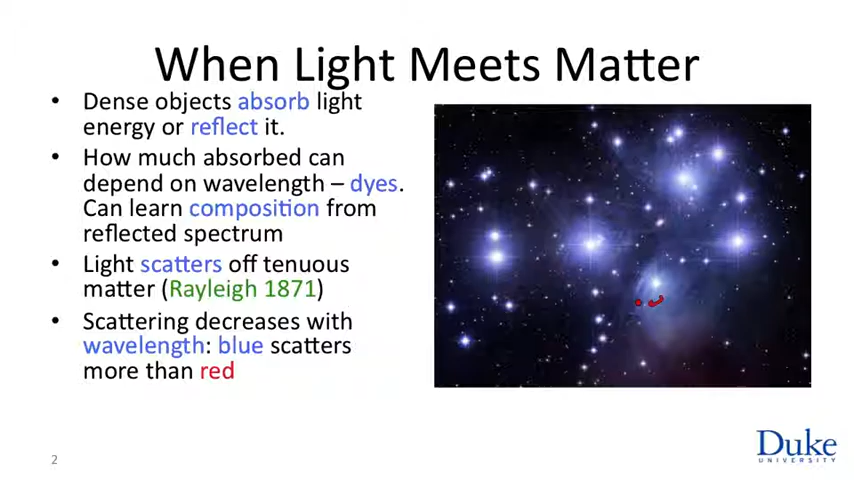 When Light Meets Matter
• Dense objects absorb light
energy or reflect it.
• How much absorbed can
depend on wavelength – dyes.
Can learn composition from
reflected spectrum
• Light scatters off tenuous
matter (Rayleigh 1871)
• Scattering decreases with
wavelength: blue scatters
more than red
2
Duke
UNIVERSITY